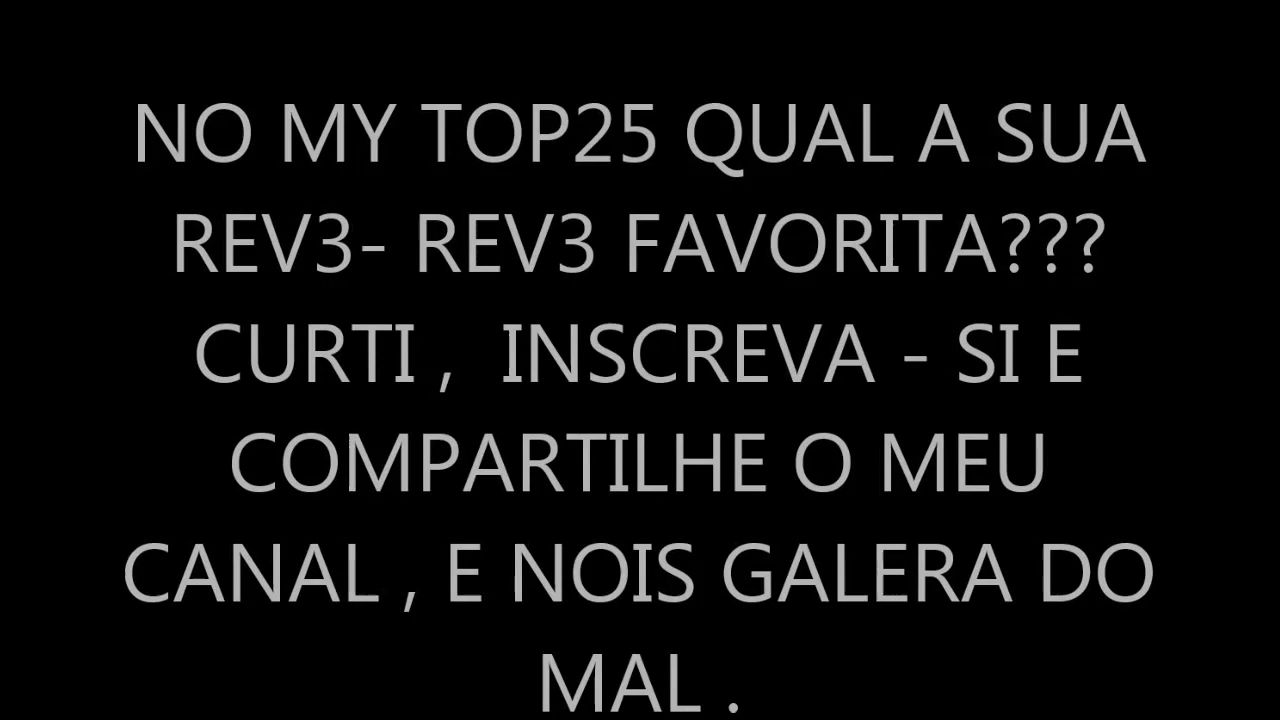 NO MY TOP25 QUAL A SUA
REV3- REV3 FAVORITA???
CURTI ,  INSCREVA - SI E
COMPARTILHE O MEU
CANAL , E NOIS GALERA DO
MAL .